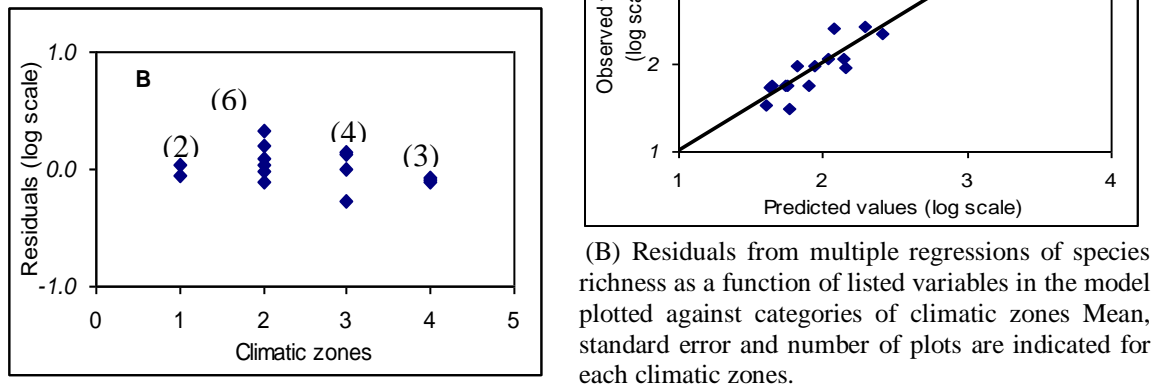 1.0
B
(6)
(2)
(4)
(3)
0.0
-1.0
0 1 2 3 4 5
Climatic zones
Residuals (log scale)
Observed
(log sca
2
1
1 2 3 4
Predicted values (log scale)
(B) Residuals from multiple regressions of species
richness as a function of listed variables in the model
plotted against categories of climatic zones Mean,
standard error and number of plots are indicated for
each climatic zones.